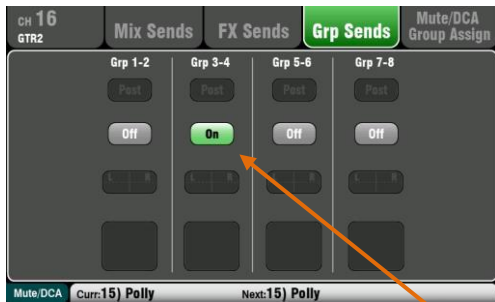 CH 16
GTR2
Mix Sends
FX Sends
Grp Sends
Mute/DCA
Group Assign
Grp 1-2
Grp 3-4
Grp 5-6
Grp 7-8
Post
Post
Post
Post
Off
On
Off
Off
L R
L R
L R
L R
Mute/DCA
Curr:15) Polly
Next:15) Polly